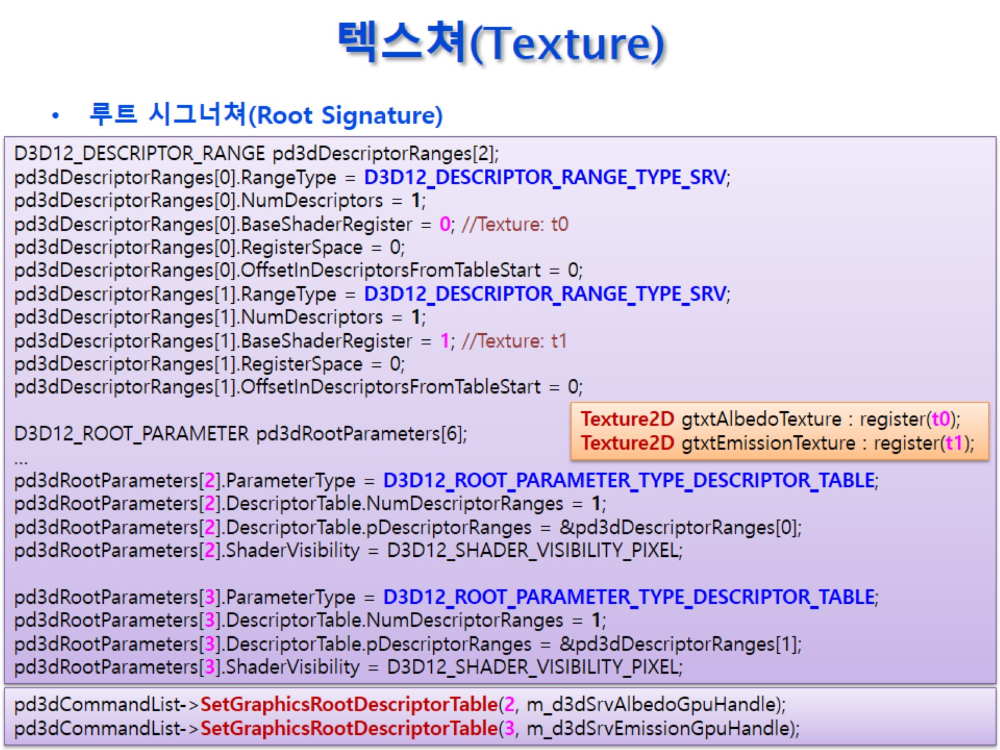 텍스쳐(Texture)
• 루트 시그너쳐(Root Signature)
D3D12_DESCRIPTOR_RANGE pd3dDescriptorRanges[2];
pd3dDescriptorRanges[0].RangeType = D3D12_DESCRIPTOR_RANGE_TYPE_SRV;
pd3dDescriptorRanges[0].NumDescriptors = 1;
pd3dDescriptorRanges[0].BaseShaderRegister = 0; //Texture: t0
pd3dDescriptorRanges[0].RegisterSpace = 0;
pd3dDescriptorRanges[0].OffsetInDescriptorsFromTableStart = 0;
pd3dDescriptorRanges[1].RangeType = D3D12_DESCRIPTOR_RANGE_TYPE_SRV;
pd3dDescriptorRanges[1].NumDescriptors = 1;
pd3dDescriptorRanges[1].BaseShaderRegister = 1; //Texture: t1
pd3dDescriptorRanges[1].RegisterSpace = 0;
pd3dDescriptorRanges[1].OffsetInDescriptorsFromTableStart = 0;
Texture2D gtxtAlbedoTexture : register(t0);
Texture2D gtxtEmissionTexture : register(t1);
D3D12_ROOT_PARAMETER pd3dRootParameters[6];
...
pd3dRootParameters[2].ParameterType = D3D12_ROOT_PARAMETER_TYPE_DESCRIPTOR_TABLE;
pd3dRootParameters[2].DescriptorTable.NumDescriptorRanges = 1;
pd3dRootParameters[2].DescriptorTable.pDescriptorRanges = &pd3dDescriptorRanges[0];
pd3dRootParameters[2].ShaderVisibility = D3D12_SHADER_VISIBILITY_PIXEL;
pd3dRootParameters[3].ParameterType = D3D12_ROOT_PARAMETER_TYPE_DESCRIPTOR_TABLE;
pd3dRootParameters[3].DescriptorTable.NumDescriptorRanges = 1;
pd3dRootParameters[3].DescriptorTable.pDescriptorRanges = &pd3dDescriptorRanges[1];
pd3dRootParameters[3].ShaderVisibility = D3D12_SHADER_VISIBILITY_PIXEL;
pd3dCommandList->SetGraphicsRootDescriptorTable(2, m_d3dSrvAlbedoGpuHandle);
pd3dCommandList->SetGraphicsRootDescriptorTable(3, m_d3dSrvEmissionGpuHandle);